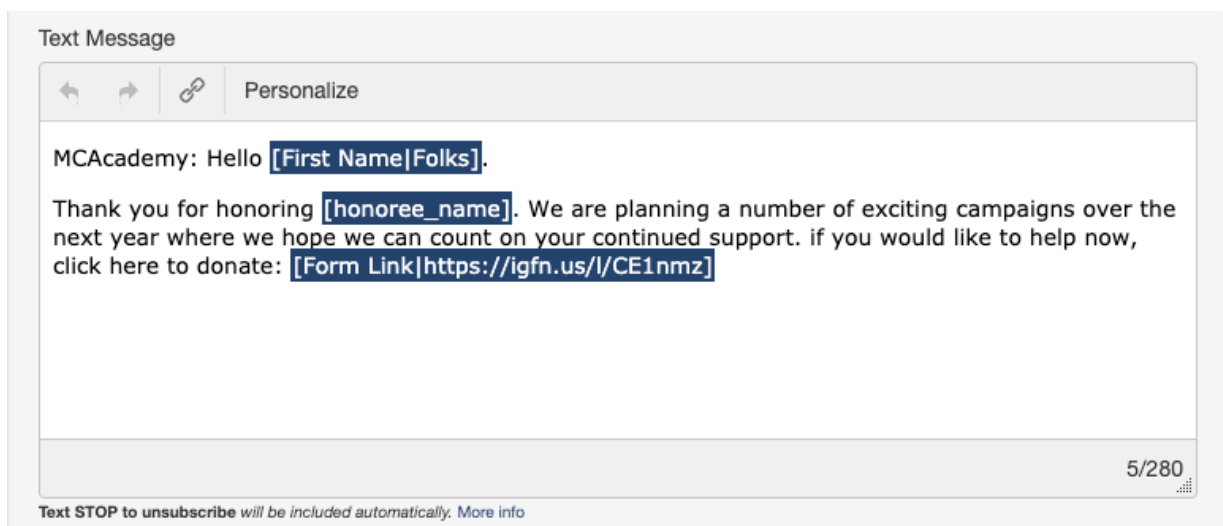 Text Message
Personalize
MCAcademy: Hello [First Name|Folks].
Thank you for honoring [honoree_name]. We are planning a number of exciting campaigns over the
next year where we hope we can count on your continued support. if you would like to help now,
click here to donate: [Form Link|https://igfn.us/l/CE1nmz]
5/280
Text STOP to unsubscribe will be included automatically. More info